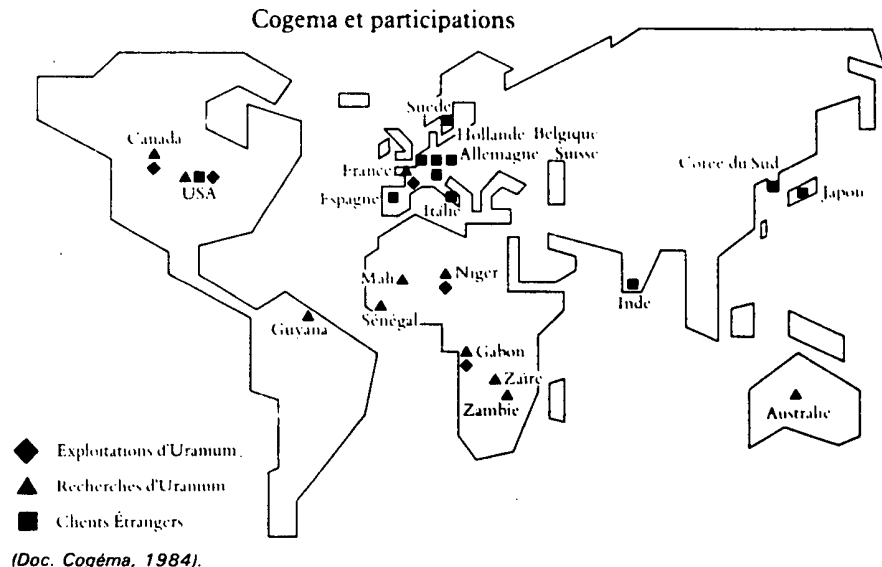 Cogema et participations
Suède
Hollande Belgique
Allemagne Suisse
Canada
France
USA
Espagne
Italie
Corée du Sud
Japon
Mali
Niger
Inde
Sénégal
Guyana
Gabon
Zaïre
Zambie
Australie
Exploitations d'Uranium.
Recherches d'Uranium
Clients Étrangers
(Doc. Cogéma, 1984).